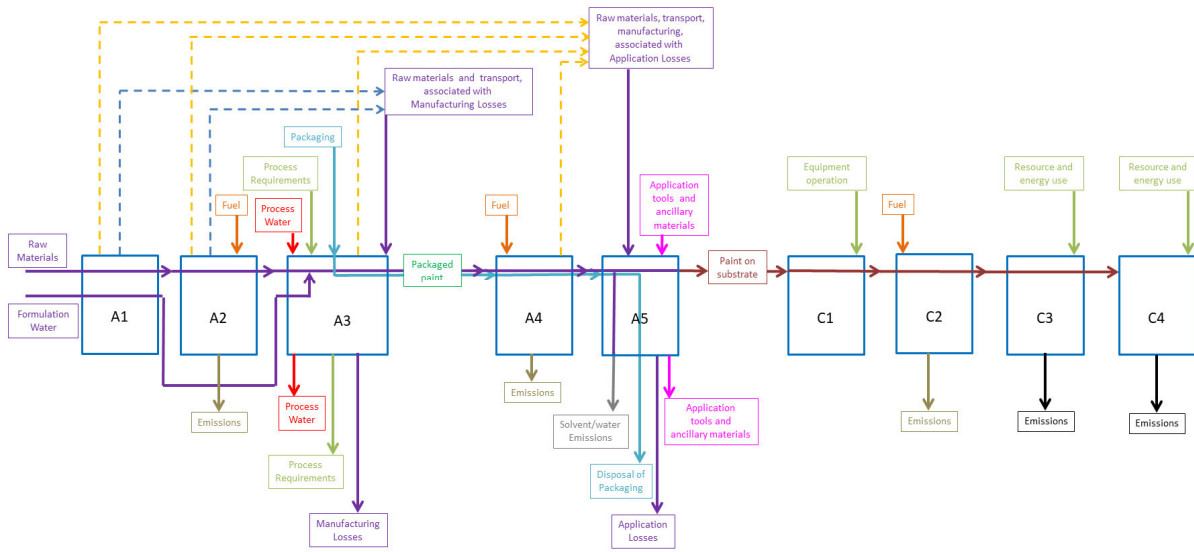 Raw materials, transport,
manufacturing,
associated with
Application Losses
Raw materials and transport,
associated with
Manufacturing Losses
Packaging
Process
Requirements
Fuel
Process
Water
Fuel
Application
tools and
ancillary
materials
Equipment
operation
Fuel
Resource and
energy use
Resource and
energy use
Raw
Materials
Formulation
Water
Packaged
paint
Paint on
substrate
A1
A2
A3
A4
A5
C1
C2
C3
C4
Emissions
Process
Water
Process
Requirements
Manufacturing
Losses
Emissions
Solvent/water
Emissions
Application
tools and
ancillary materials
Disposal of
Packaging
Application
Losses
Emissions
Emissions
Emissions